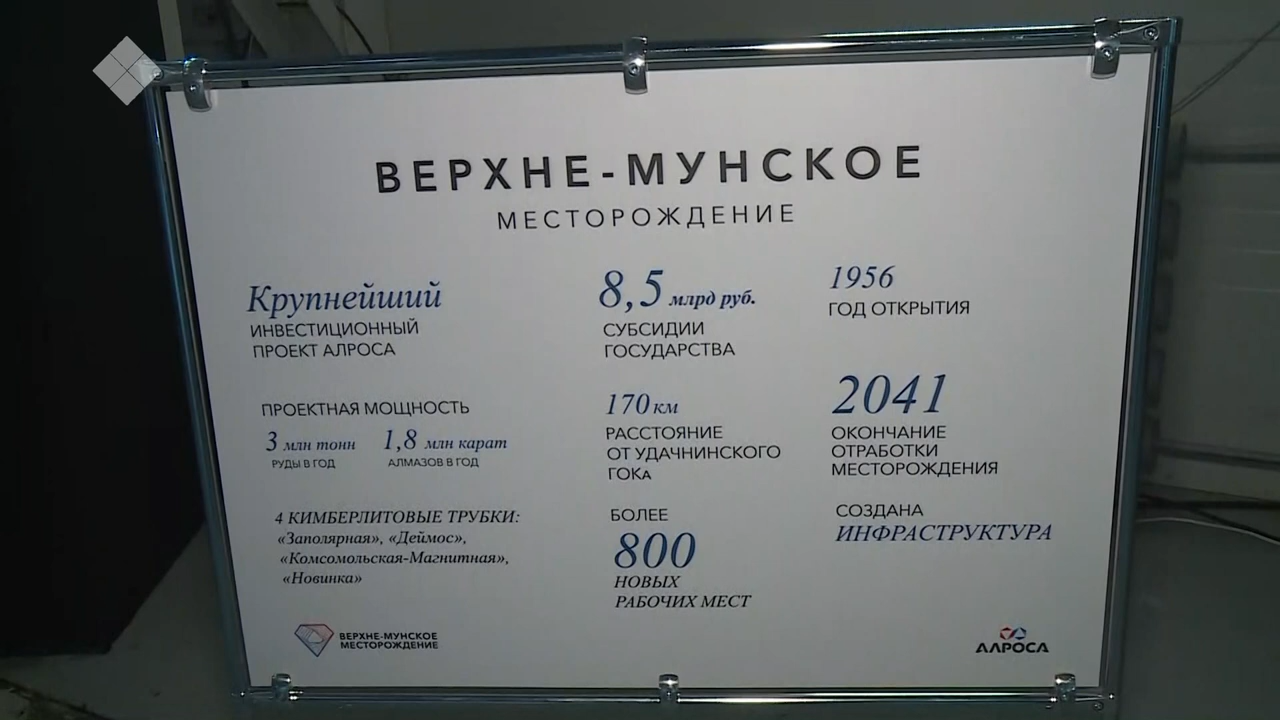 ВЕРХНЕ-МУНСКОЕ
МЕСТОРОЖДЕНИЕ
Крупнейший
ИНВЕСТИЦИОННЫЙ
ПРОЕКТ АЛРОСА
ПРОЕКТНАЯ МОЩНОСТЬ
3 млн тонн
РУДЫ В ГОД
1,8 млн карат
АЛМАЗОВ В ГОД
4 КИМБЕРЛИТОВЫЕ ТРУБКИ:
«Заполярная», «Деймос»,
«Комсомольская-Магнитная»,
«Новинка»
8,5 млрд руб.
СУБСИДИИ
ГОСУДАРСТВА
170 км
РАССТОЯНИЕ
ОТ УДАЧНИНСКОГО
ГОКА
БОЛЕЕ
800
НОВЫХ
РАБОЧИХ МЕСТ
1956
ГОД ОТКРЫТИЯ
2041
ОКОНЧАНИЕ
ОТРАБОТКИ
МЕСТОРОЖДЕНИЯ
СОЗДАНА
ИНФРАСТРУКТУРА
ВЕРХНЕ-МУНСКОЕ
МЕСТОРОЖДЕНИЕ
АЛРОСА